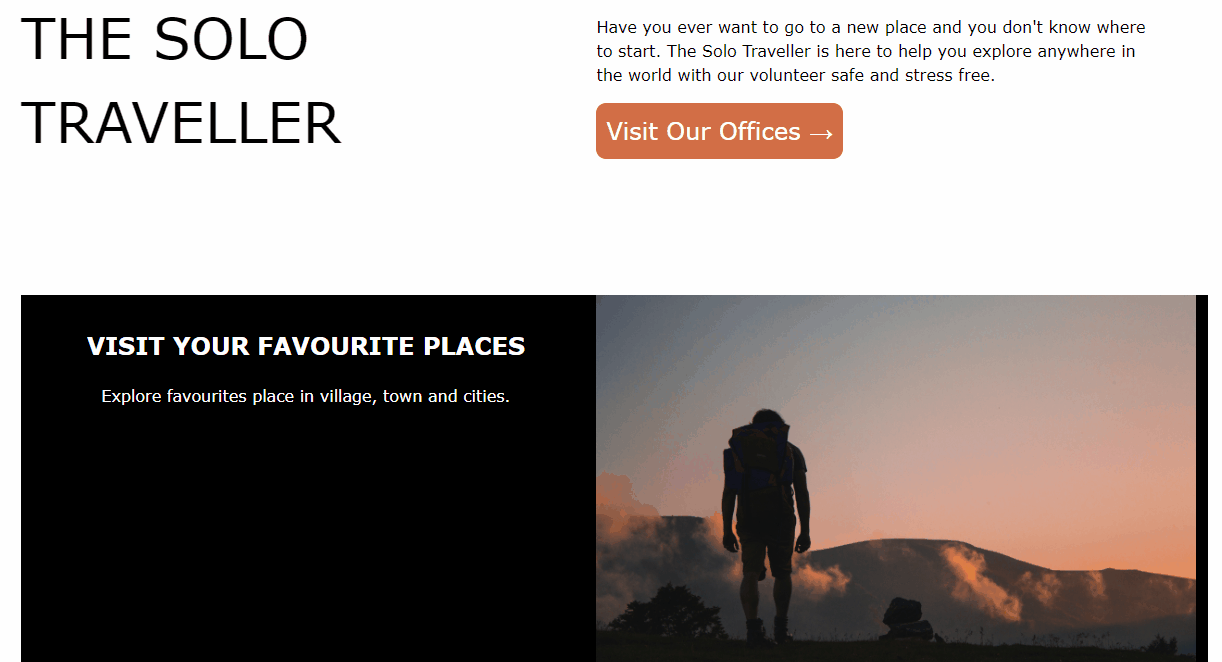 THE SOLO
TRAVELLER
Have you ever want to go to a new place and you don't know where
to start. The Solo Traveller is here to help you explore anywhere in
the world with our volunteer safe and stress free.
Visit Our Offices →
VISIT YOUR FAVOURITE PLACES
Explore favourites place in village, town and cities.